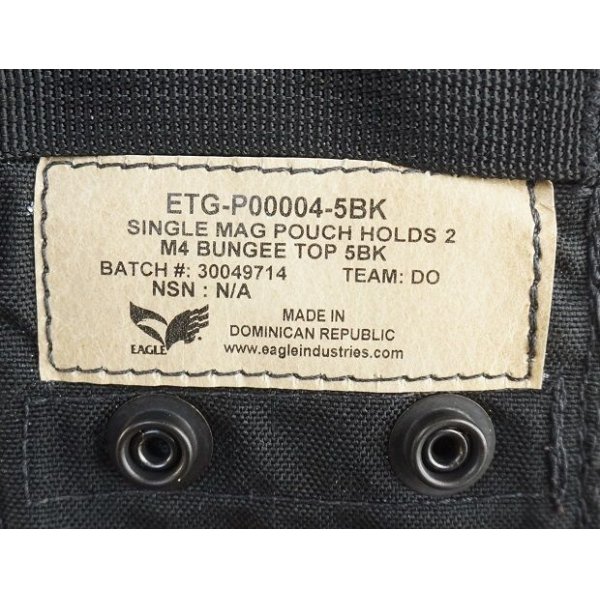 ETG-P00004-5BK
SINGLE MAG POUCH HOLDS 2
M4 BUNGEE TOP 5BK
BATCH #: 30049714 TEAM: DO
NSN : N/A
MADE IN
DOMINICAN REPUBLIC
EAGLE
www.eagleindustries.com